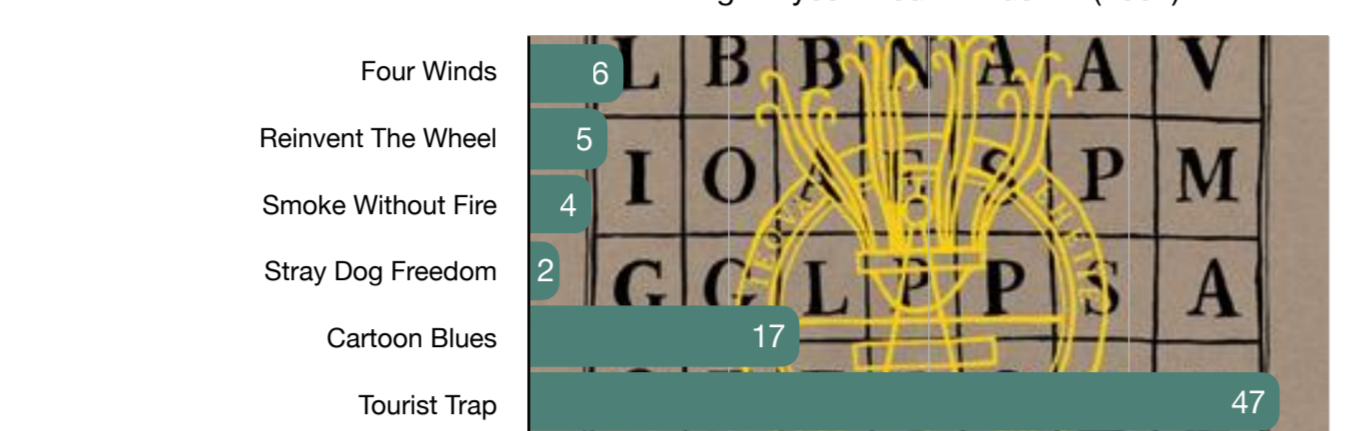 Four Winds 6
Reinvent The Wheel 5
Smoke Without Fire 4
Stray Dog Freedom 2
Cartoon Blues 17
Tourist Trap 47
L B B N A A V
I O A E S P M
G G L P P S A